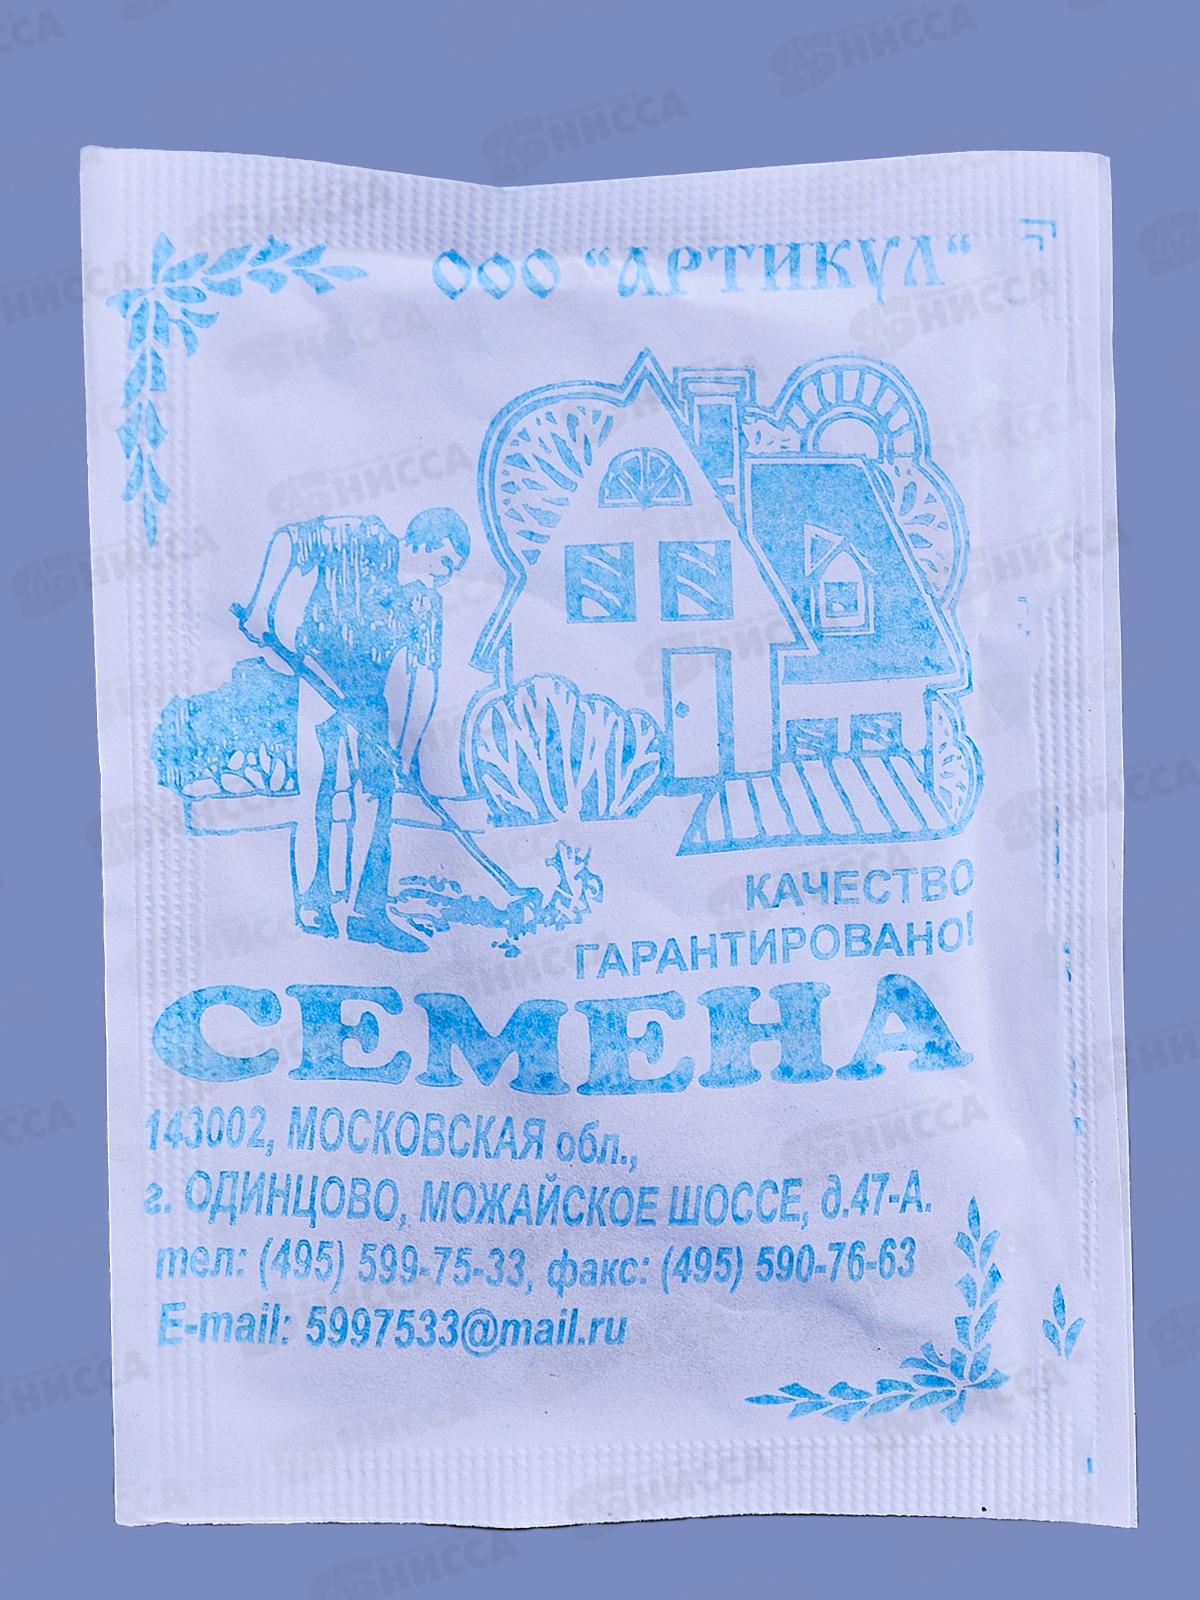 ООО "АРТИКУЛ"
КАЧЕСТВО
ГАРАНТИРОВАНО!
СЕМЕНА
143002, МОСКОВСКАЯ обл.,
г. ОДИНЦОВО, МОЖАЙСКОЕ ШОССЕ, д.47-А.
тел: (495) 599-75-33, факс: (495) 590-76-63
E-mail: 5997533@mail.ru
НИССА